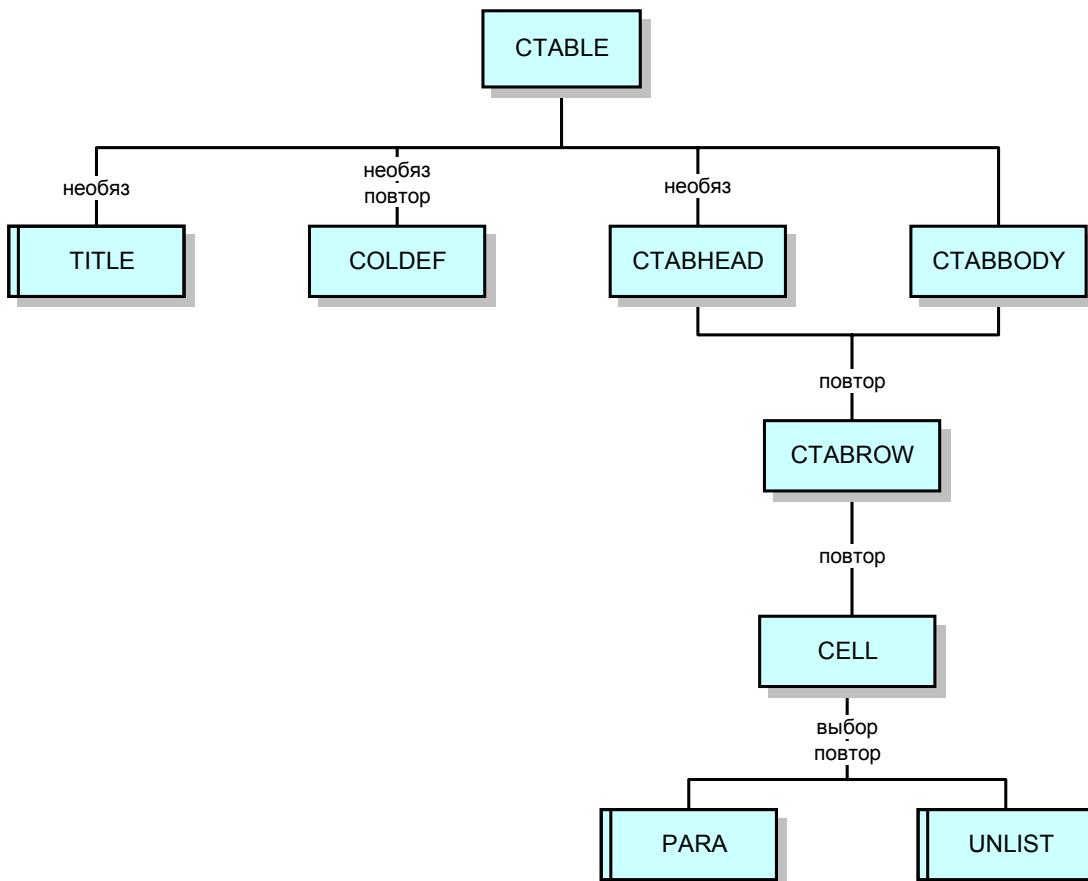 CTABLE
необяз
необяз
повтор
необяз
TITLE
COLDEF
CTABHEAD
CTABBODY
повтор
CTABROW
повтор
CELL
выбор
повтор
PARA
UNLIST